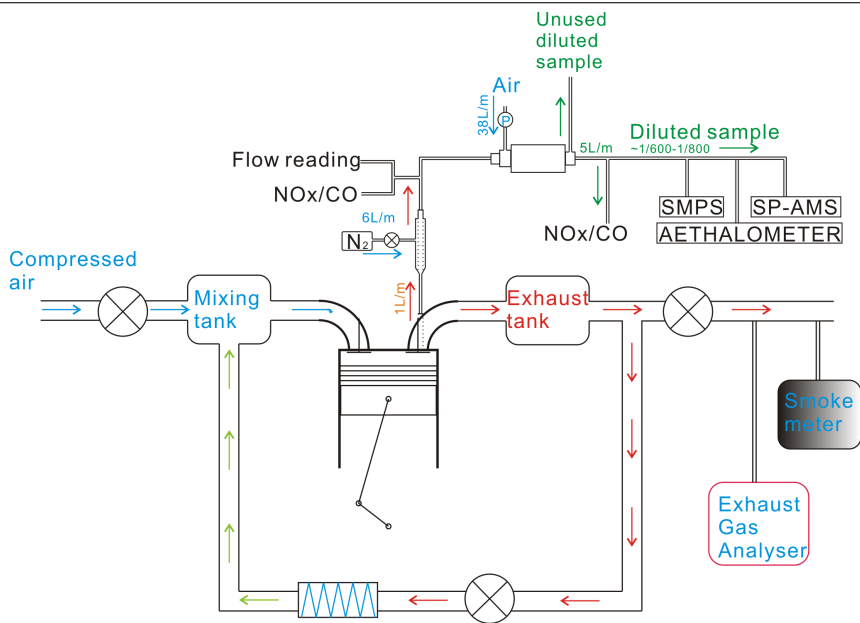 Unused
diluted
sample
Air
38L/m
P
5L/m
Diluted sample
~1/600-1/800
Flow reading
NOx/CO
6L/m
N2
SMPS
SP-AMS
NOx/CO
AETHALOMETER
Compressed
air
Mixing
tank
1L/m
Exhaust
tank
Smoke
meter
Exhaust
Gas
Analyser